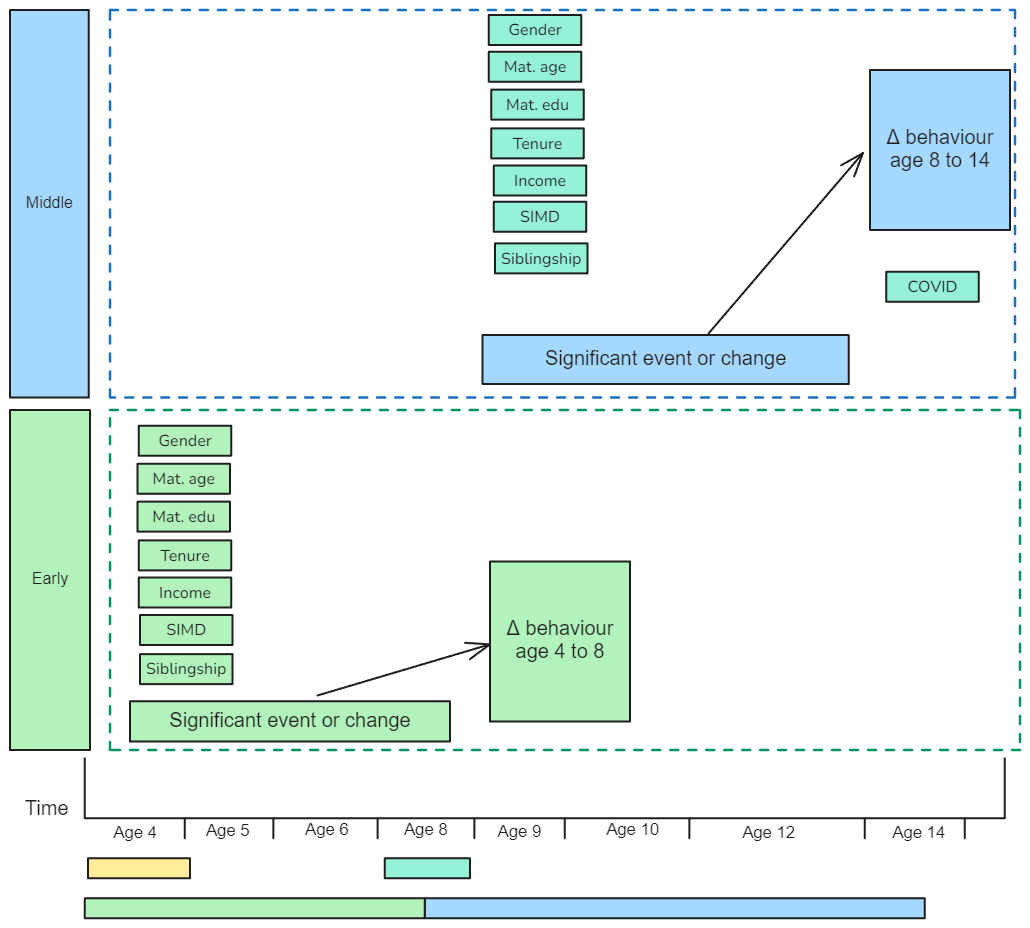 Middle
Gender
Mat. age
Mat. edu
Tenure
Income
SIMD
Siblingship
Δ behaviour
age 8 to 14
COVID
Significant event or change
Early
Gender
Mat. age
Mat. edu
Tenure
Income
SIMD
Siblingship
Δ behaviour
age 4 to 8
Significant event or change
Time
Age 4
Age 5
Age 6
Age 8
Age 9
Age 10
Age 12
Age 14